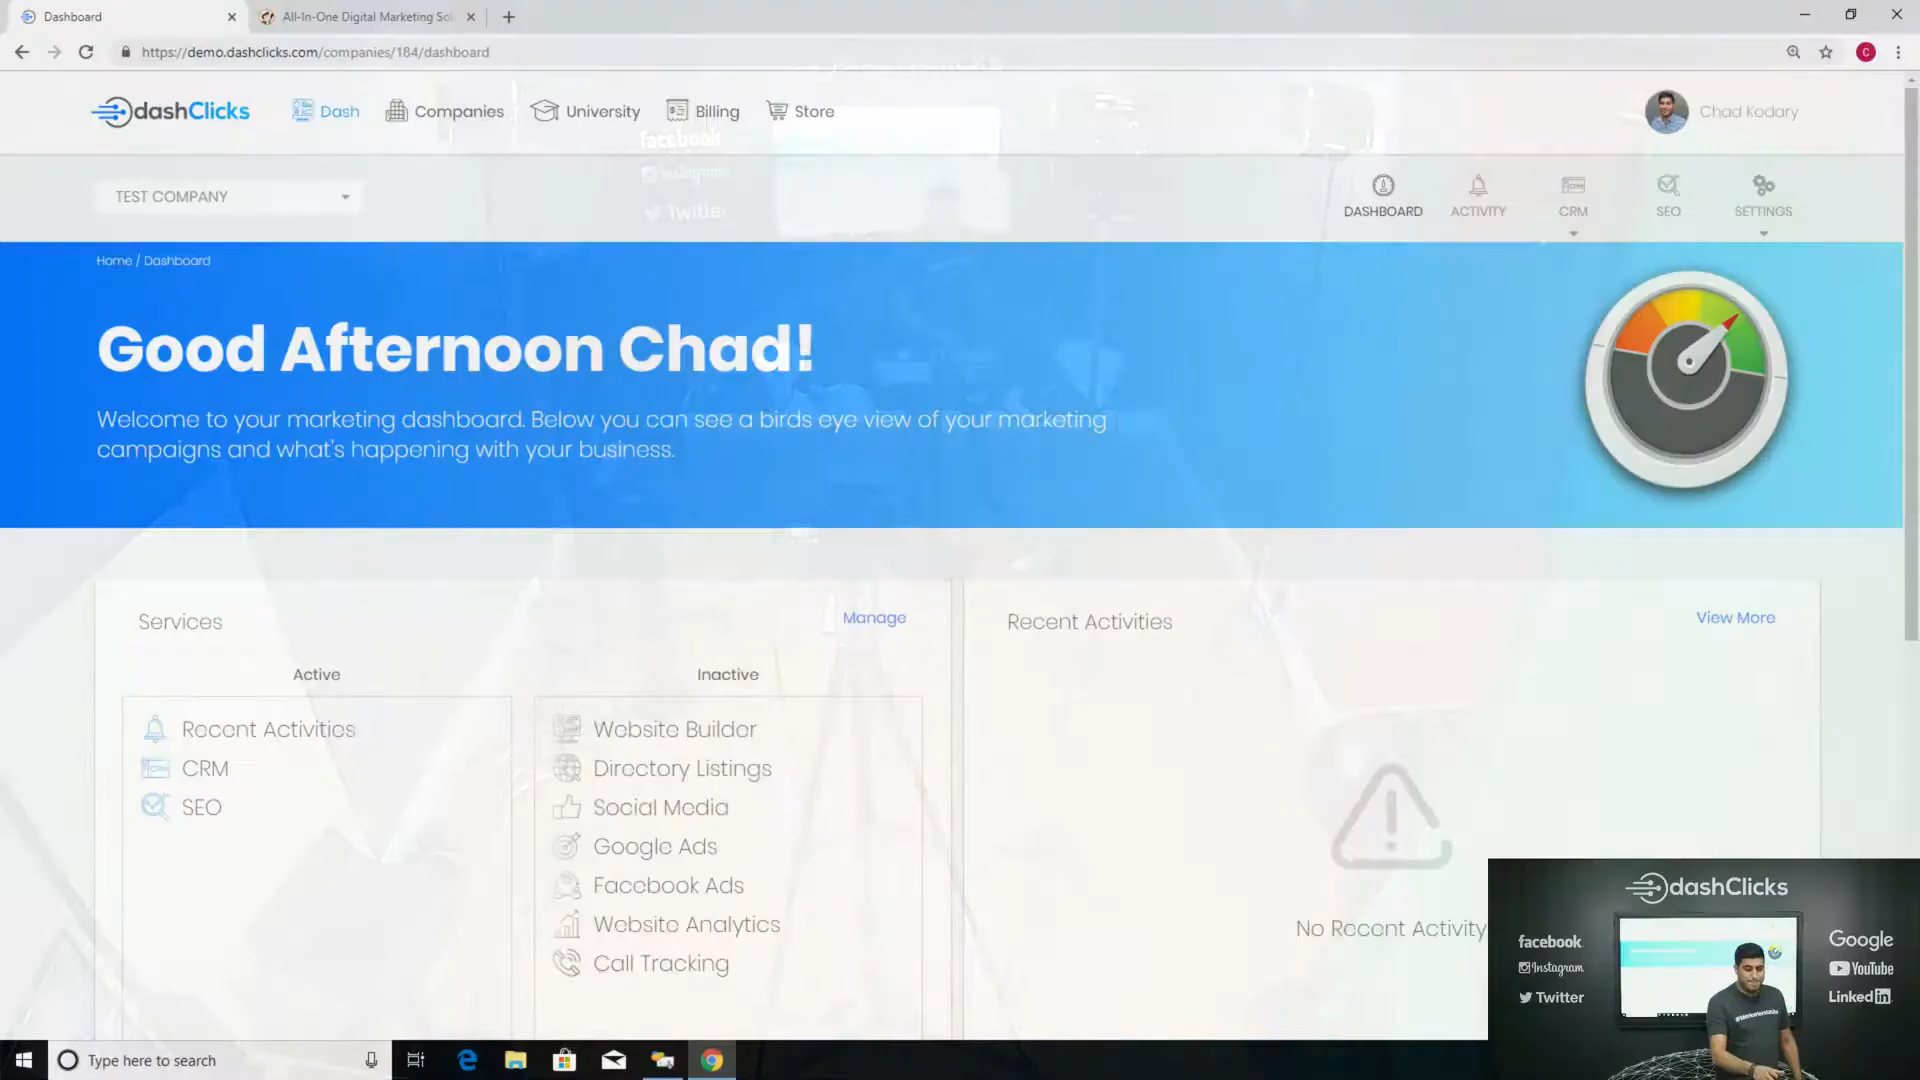 Dashboard
All-In-One Digital Marketing Sol
https://demo.dashclicks.com/companies/184/dashboard
C
dashClicks
Dash
Companies
University
Billing
Store
Chad Kodary
facebook
Instagram
Twitter
TEST COMPANY
DASHBOARD
ACTIVITY
CRM
SEO
SETTINGS
Home / Dashboard
Good Afternoon Chad!
Welcome to your marketing dashboard. Below you can see a birds eye view of your marketing
campaigns and what's happening with your business.
Services
Manage
Active
Recent Activities
CRM
SEO
Inactive
Website Builder
Directory Listings
Social Media
Google Ads
Facebook Ads
Website Analytics
Call Tracking
Recent Activities
View More
No Recent Activity
dashClicks
facebook
Instagram
Twitter
Google
YouTube
Linked in
Type here to search